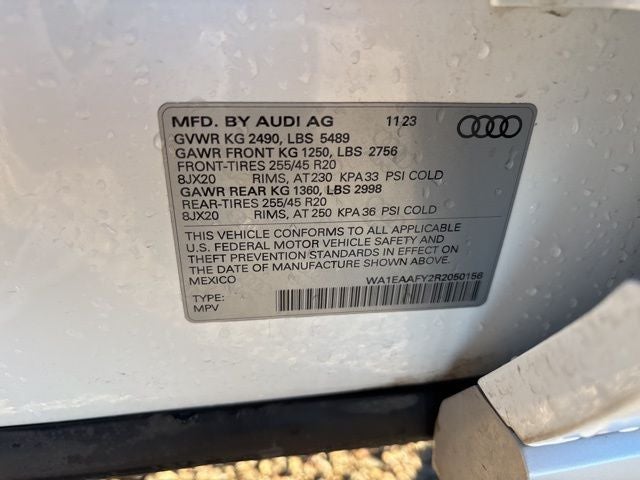 MFD. BY AUDI AG 11 23
GVWR KG 2490, LBS 5489
GAWR FRONT KG 1250, LBS 2756
FRONT-TIRES 255/45 R20
8JX20 RIMS, AT 230 KPA 33 PSI COLD
GAWR REAR KG 1360, LBS 2998
REAR-TIRES 255/45 R20
8JX20 RIMS, AT 250 KPA 36 PSI COLD
THIS VEHICLE CONFORMS TO ALL APPLICABLE
U.S. FEDERAL MOTOR VEHICLE SAFETY AND
THEFT PREVENTION STANDARDS IN EFFECT ON
THE DATE OF MANUFACTURE SHOWN ABOVE.
MEXICO WA1EAAFY2R2050156
TYPE:
MPV